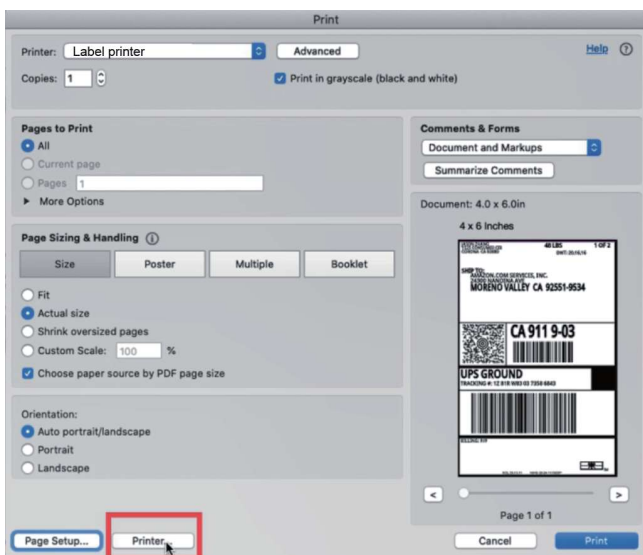 Print
Printer: Label printer Advanced Help ?
Copies: 1 Print in grayscale (black and white)
Pages to Print
All
Current page
Pages 1
More Options
Comments & Forms
Document and Markups
Summarize Comments
Page Sizing & Handling i
Size Poster Multiple Booklet
Fit
Actual size
Shrink oversized pages
Custom Scale: 100 %
Choose paper source by PDF page size
Orientation:
Auto portrait/landscape
Portrait
Landscape
Document: 4.0 x 6.0in
4 x 6 Inches
40 LBS 1 OF 2
SHIP TO:
AMAZON.COM SERVICES, INC.
MORENO VALLEY CA 92551-9534
CA 911 9-03
UPS GROUND
TRACKING #:
< >
Page 1 of 1
Page Setup... Printer... Cancel Print